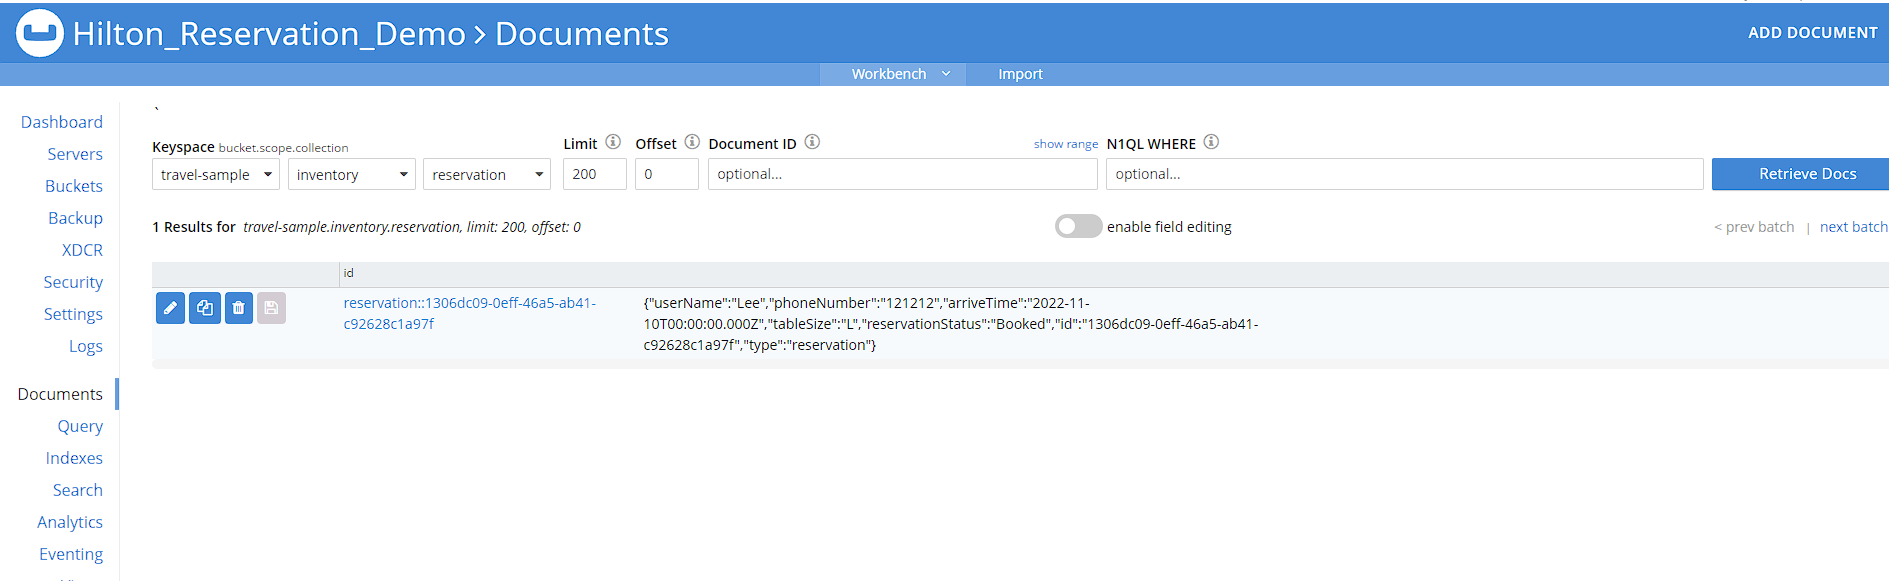 Hilton_Reservation_Demo > Documents
ADD DOCUMENT
Workbench
Import
Dashboard
Servers
Buckets
Backup
XDCR
Security
Settings
Logs
Documents
Query
Indexes
Search
Analytics
Eventing
`
Keyspace bucket.scope.collection
Limit
Offset
Document ID
show range
N1QL WHERE
travel-sample
inventory
reservation
200
0
optional...
optional...
Retrieve Docs
1 Results for travel-sample.inventory.reservation, limit: 200, offset: 0
enable field editing
< prev batch | next batch
id
reservation::1306dc09-0eff-46a5-ab41-
c92628c1a97f
{"userName":"Lee","phoneNumber":"121212","arriveTime":"2022-11-
10T00:00:00.000Z","tableSize":"L","reservationStatus":"Booked","id":"1306dc09-0eff-46a5-ab41-
c92628c1a97f","type":"reservation"}